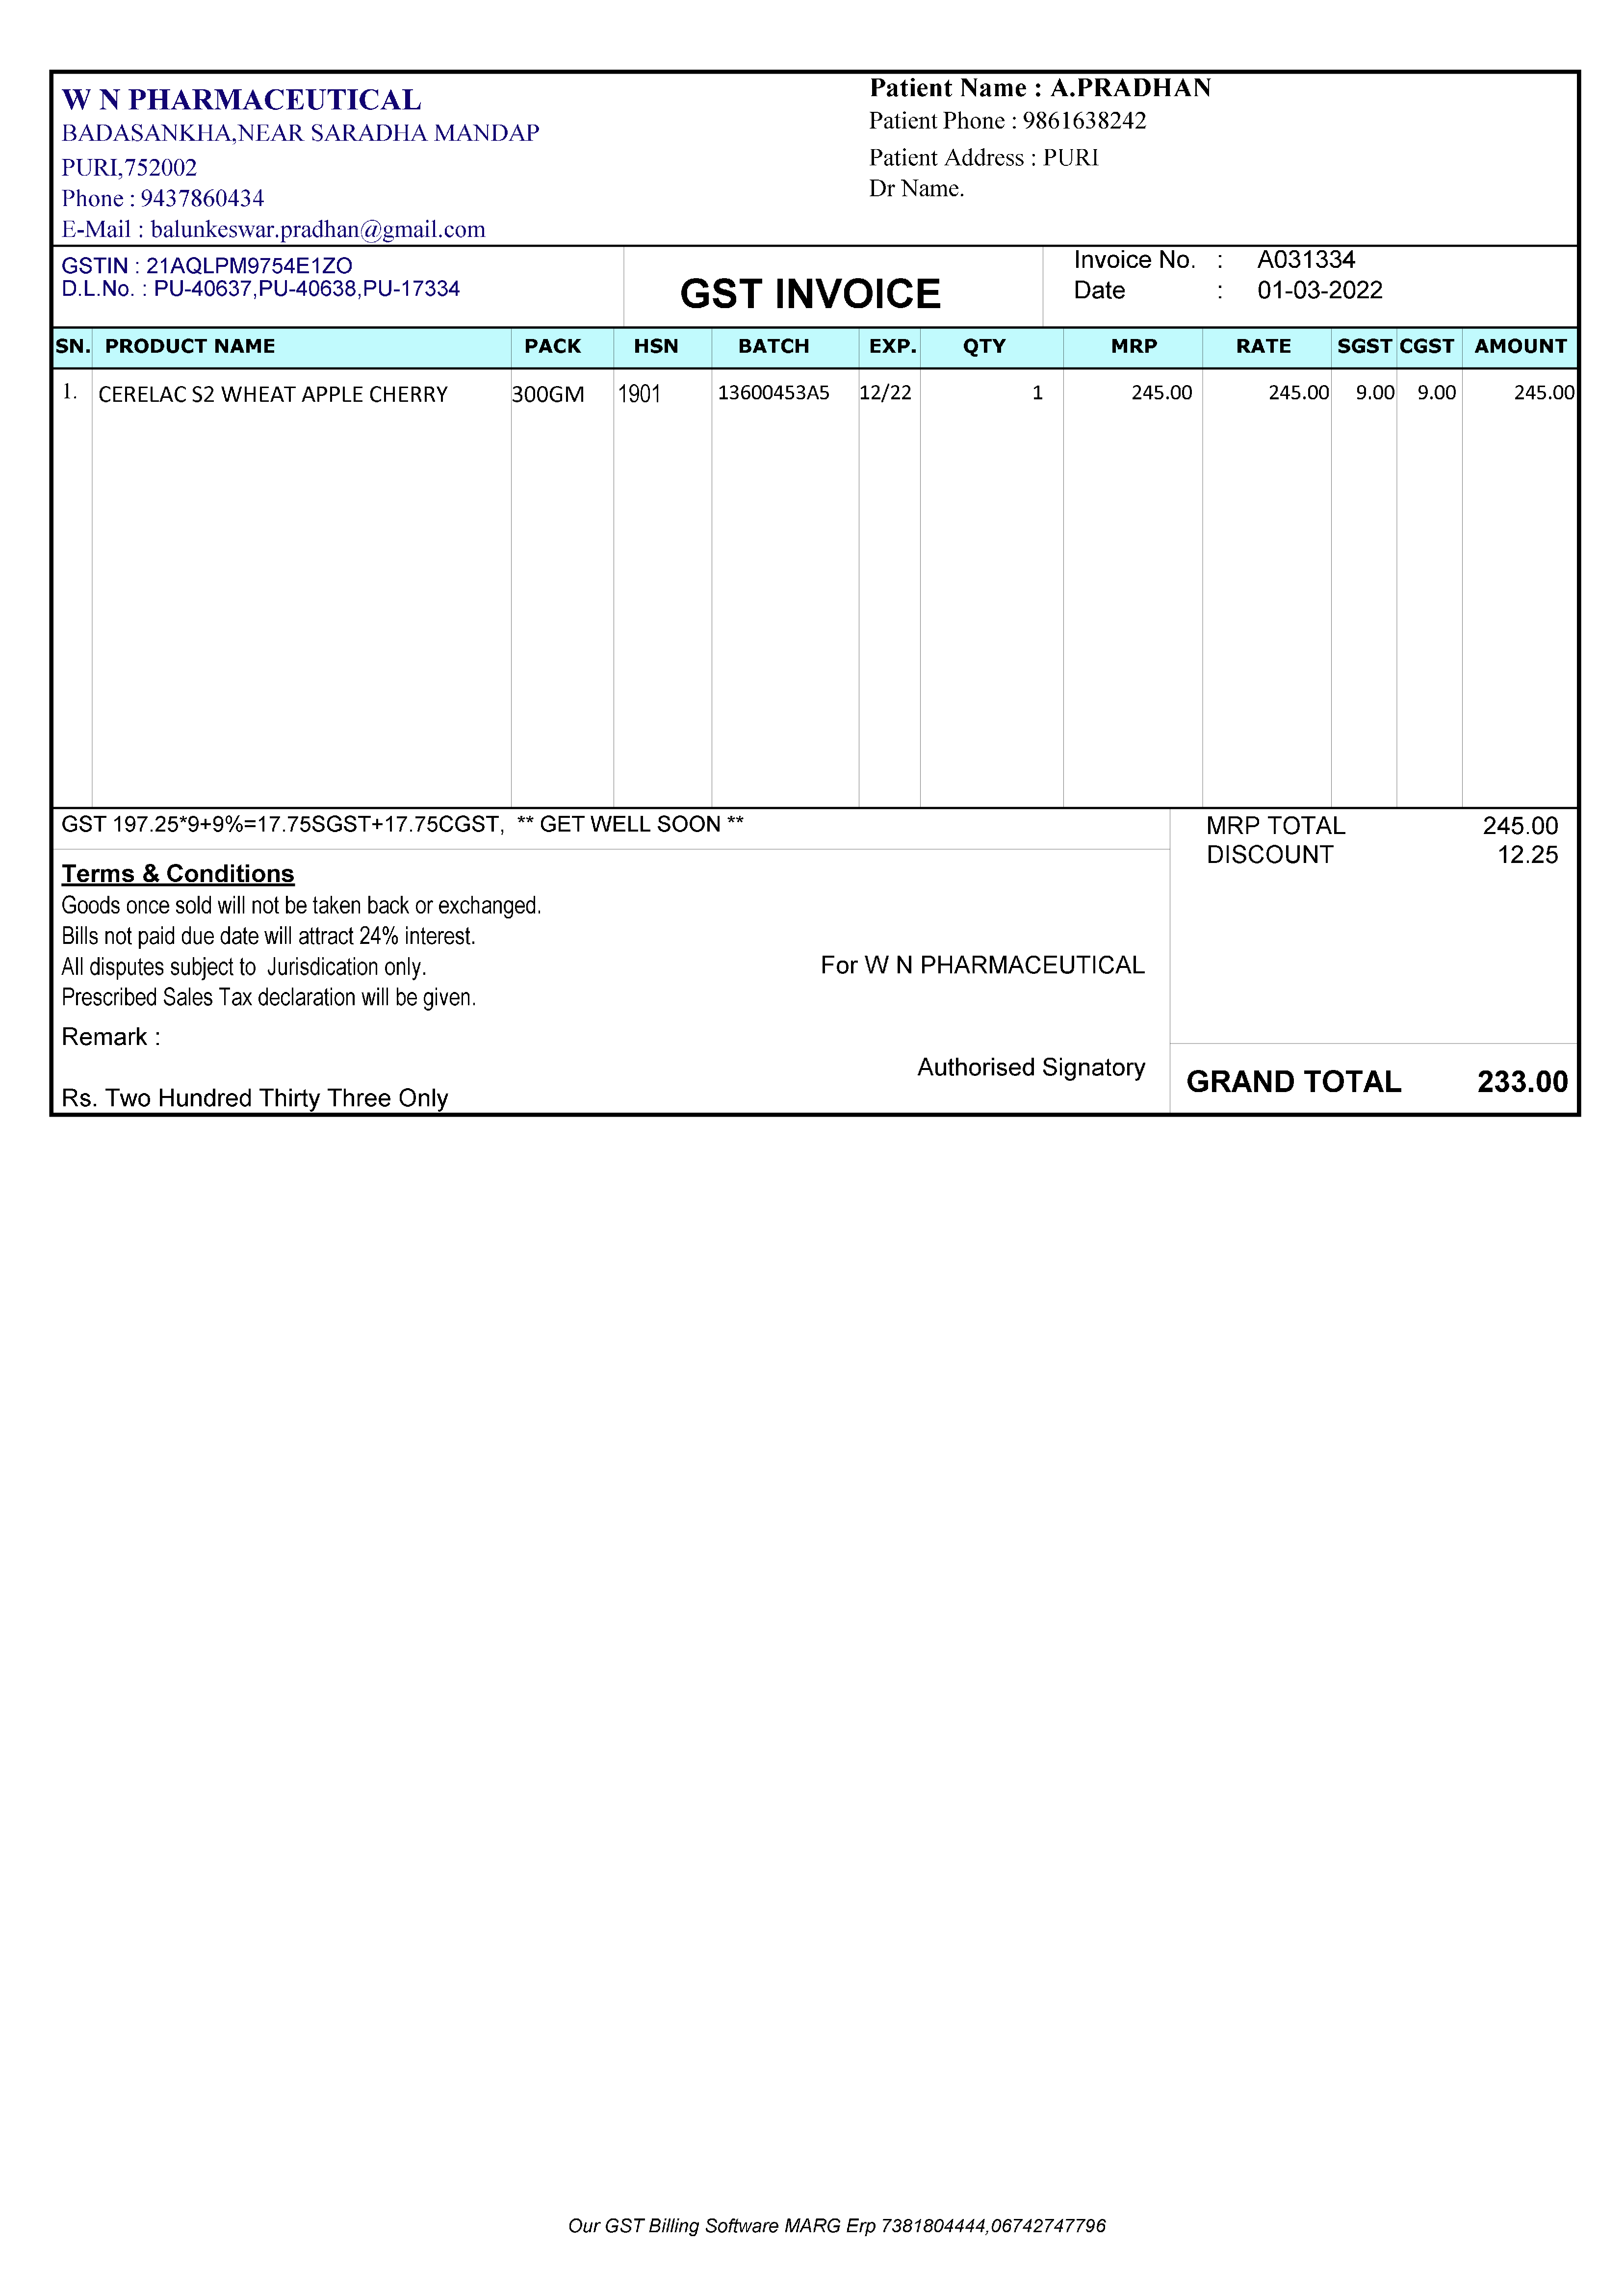 W N PHARMACEUTICAL
BADASANKHA,NEAR SARADHA MANDAP
PURI,752002
Phone : 9437860434
E-Mail : balunkeswar.pradhan@gmail.com
Patient Name : A.PRADHAN
Patient Phone : 9861638242
Patient Address : PURI
Dr Name.
GSTIN : 21AQLPM9754E1ZO
D.L.No. : PU-40637,PU-40638,PU-17334
GST INVOICE
Invoice No. : A031334
Date : 01-03-2022
SN. PRODUCT NAME PACK HSN BATCH EXP. QTY MRP RATE SGST CGST AMOUNT
1. CERELAC S2 WHEAT APPLE CHERRY 300GM 1901 13600453A5 12/22 1 245.00 245.00 9.00 9.00 245.00
GST 197.25*9+9%=17.75SGST+17.75CGST, ** GET WELL SOON **
MRP TOTAL 245.00
DISCOUNT 12.25
Terms & Conditions
Goods once sold will not be taken back or exchanged.
Bills not paid due date will attract 24% interest.
All disputes subject to Jurisdication only.
Prescribed Sales Tax declaration will be given.
For W N PHARMACEUTICAL
Remark :
Authorised Signatory
Rs. Two Hundred Thirty Three Only
GRAND TOTAL 233.00
Our GST Billing Software MARG Erp 7381804444,06742747796